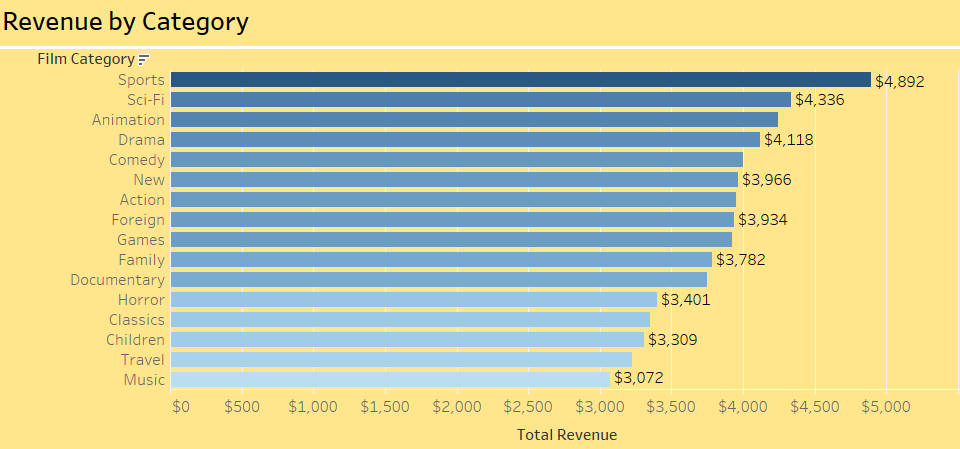 Revenue by Category
Film Category
Sports $4,892
Sci-Fi $4,336
Animation
Drama $4,118
Comedy
New $3,966
Action
Foreign $3,934
Games
Family $3,782
Documentary
Horror $3,401
Classics
Children $3,309
Travel
Music $3,072
$0 $500 $1,000 $1,500 $2,000 $2,500 $3,000 $3,500 $4,000 $4,500 $5,000
Total Revenue